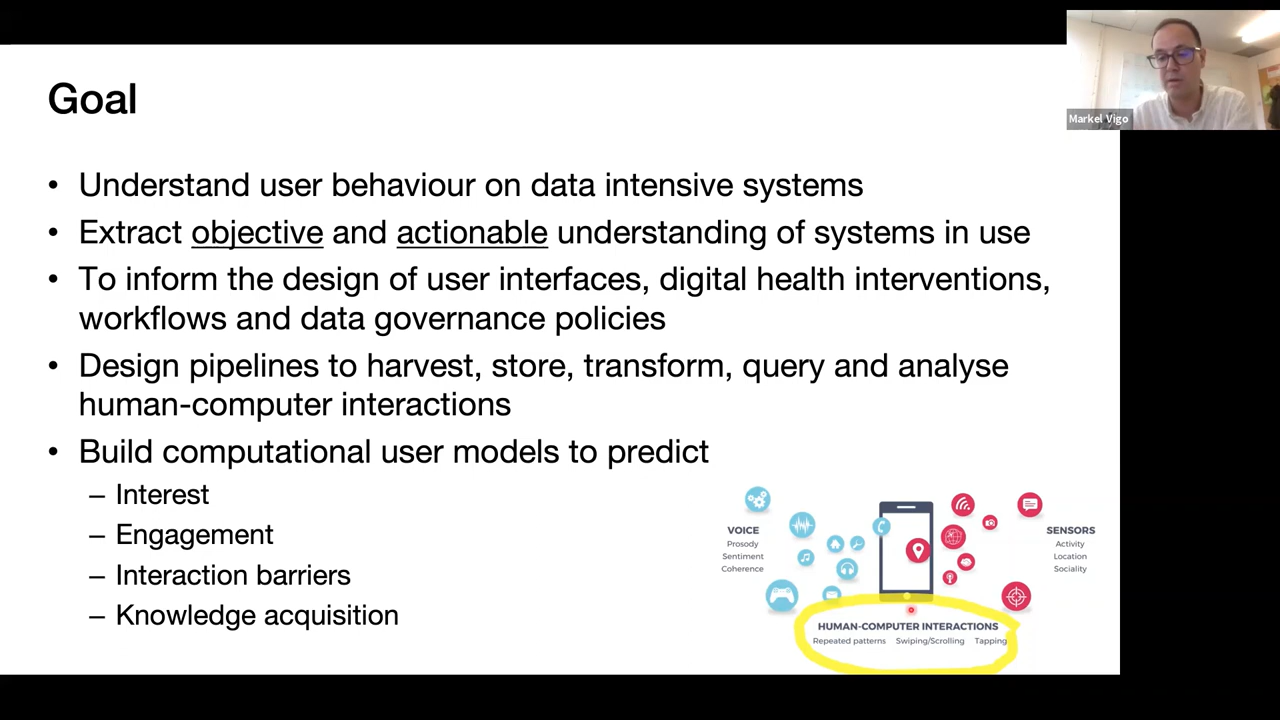 Goal
Markel Vigo
• Understand user behaviour on data intensive systems
• Extract objective and actionable understanding of systems in use
• To inform the design of user interfaces, digital health interventions,
workflows and data governance policies
• Design pipelines to harvest, store, transform, query and analyse
human-computer interactions
• Build computational user models to predict
– Interest
– Engagement
– Interaction barriers
– Knowledge acquisition
VOICE
Prosody
Sentiment
Coherence
SENSORS
Activity
Location
Sociality
HUMAN-COMPUTER INTERACTIONS
Repeated patterns Swiping/Scrolling Tapping